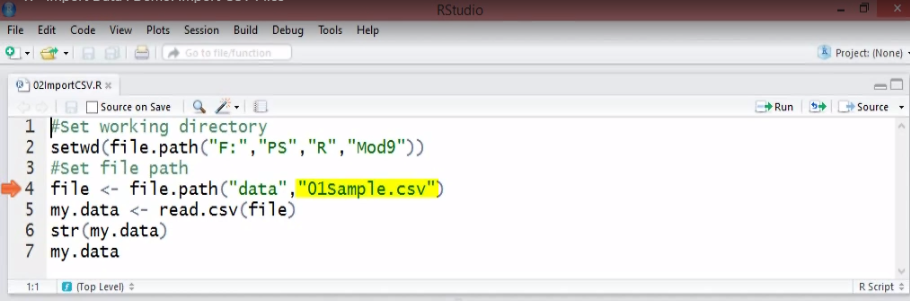 RStudio
File Edit Code View Plots Session Build Debug Tools Help
Go to file/function
Project: (None)
02ImportCSV.R
Source on Save
Run
Source
1 #Set working directory
2 setwd(file.path("F:","PS","R","Mod9"))
3 #Set file path
4 file <- file.path("data","01Sample.csv")
5 my.data <- read.csv(file)
6 str(my.data)
7 my.data
1:1 (Top Level) R Script